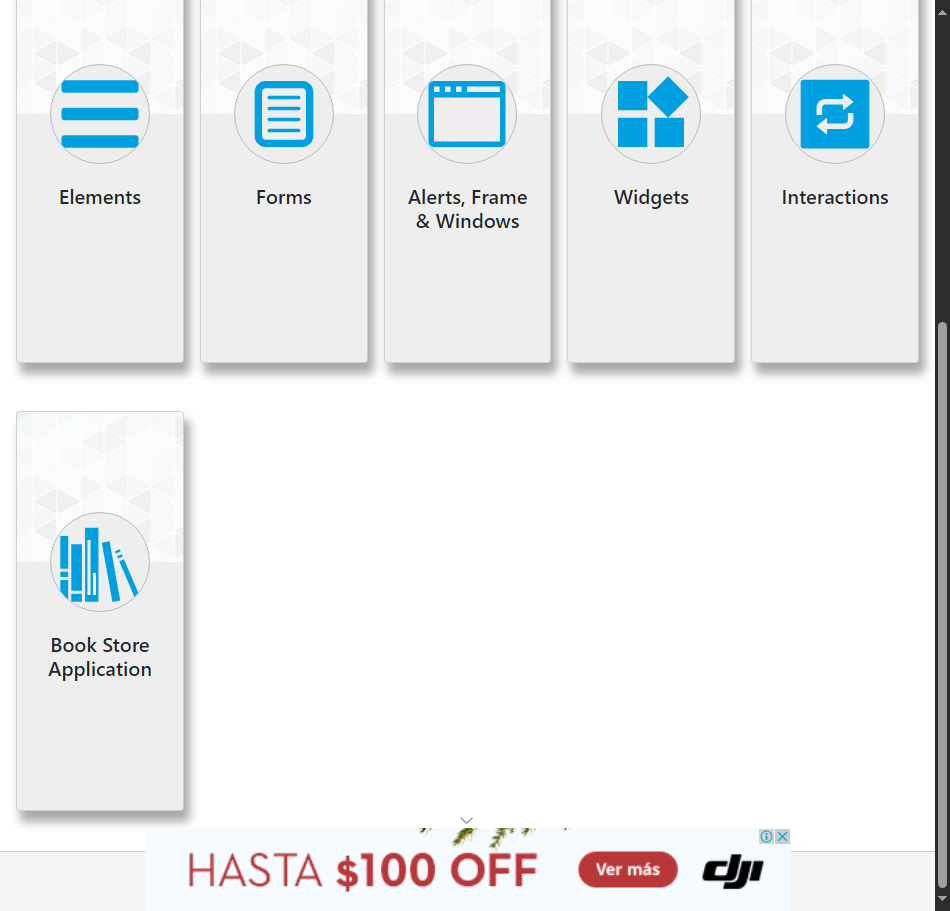 Elements
Forms
Alerts, Frame
& Windows
Widgets
Interactions
Book Store
Application
HASTA $100 OFF
Ver más
dji